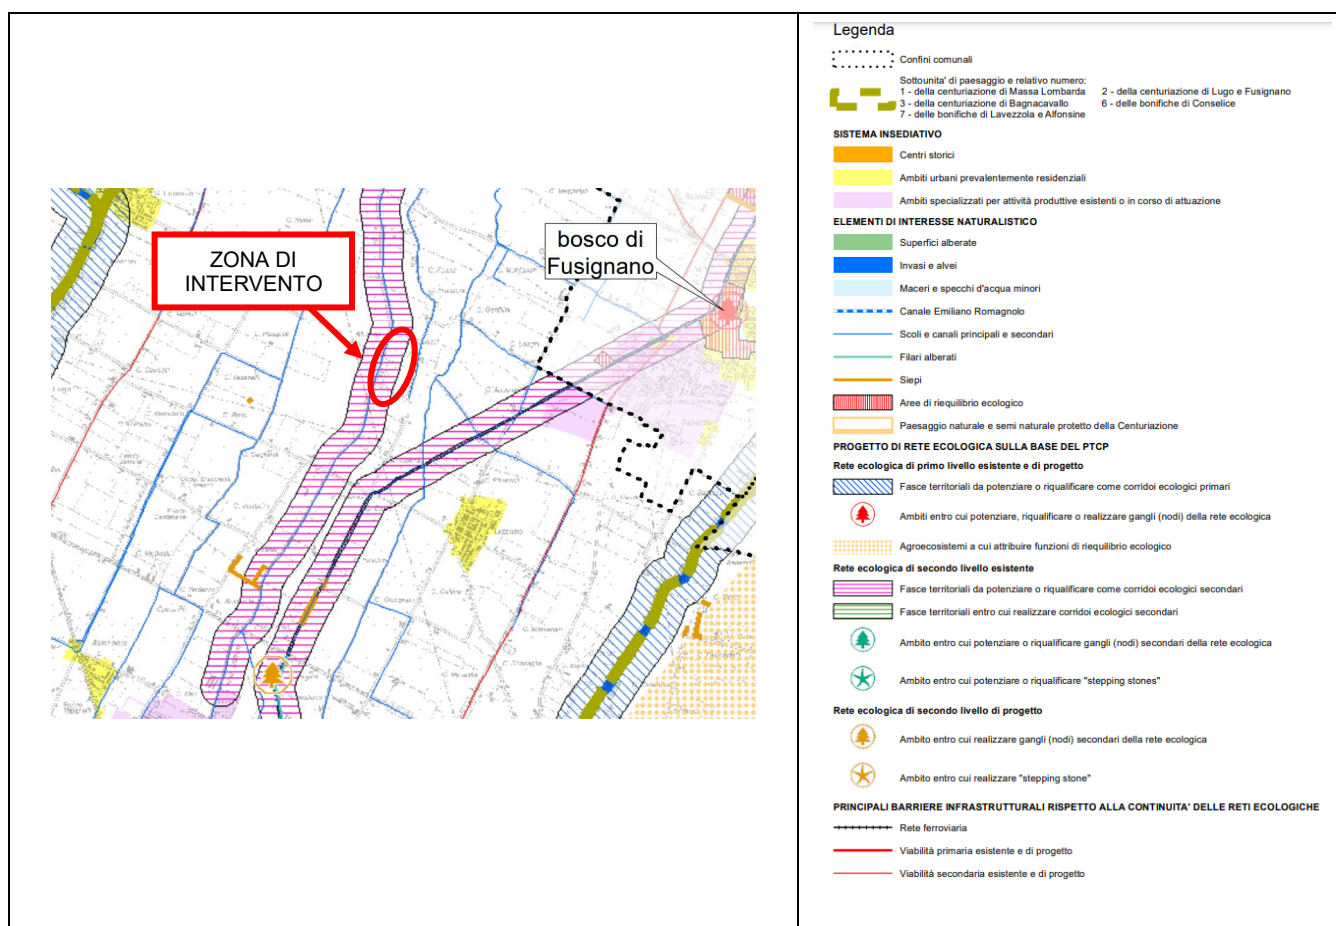 ZONA DI
INTERVENTO
bosco di
Fusignano
Lezzano
Legenda
Confini comunali
Sottounita' di paesaggio e relativo numero:
1 - della centuriazione di Massa Lombarda 2 - della centuriazione di Lugo e Fusignano
3 - della centuriazione di Bagnacavallo 6 - delle bonifiche di Conselice
7 - delle bonifiche di Lavezzola e Alfonsine
SISTEMA INSEDIATIVO
Centri storici
Ambiti urbani prevalentemente residenziali
Ambiti specializzati per attività produttive esistenti o in corso di attuazione
ELEMENTI DI INTERESSE NATURALISTICO
Superfici alberate
Invasi e alvei
Maceri e specchi d'acqua minori
Canale Emiliano Romagnolo
Scoli e canali principali e secondari
Filari alberati
Siepi
Aree di riequilibrio ecologico
Paesaggio naturale e semi naturale protetto della Centuriazione
PROGETTO DI RETE ECOLOGICA SULLA BASE DEL PTCP
Rete ecologica di primo livello esistente e di progetto
Fasce territoriali da potenziare o riqualificare come corridoi ecologici primari
Ambiti entro cui potenziare, riqualificare o realizzare gangli (nodi) della rete ecologica
Agroecosistemi a cui attribuire funzioni di riequilibrio ecologico
Rete ecologica di secondo livello esistente
Fasce territoriali da potenziare o riqualificare come corridoi ecologici secondari
Fasce territoriali entro cui realizzare corridoi ecologici secondari
Ambito entro cui potenziare o riqualificare gangli (nodi) secondari della rete ecologica
Ambito entro cui potenziare o riqualificare "stepping stones"
Rete ecologica di secondo livello di progetto
Ambito entro cui realizzare gangli (nodi) secondari della rete ecologica
Ambito entro cui realizzare "stepping stone"
PRINCIPALI BARRIERE INFRASTRUTTURALI RISPETTO ALLA CONTINUITA' DELLE RETI ECOLOGICHE
Rete ferroviaria
Viabilità primaria esistente e di progetto
Viabilità secondaria esistente e di progetto